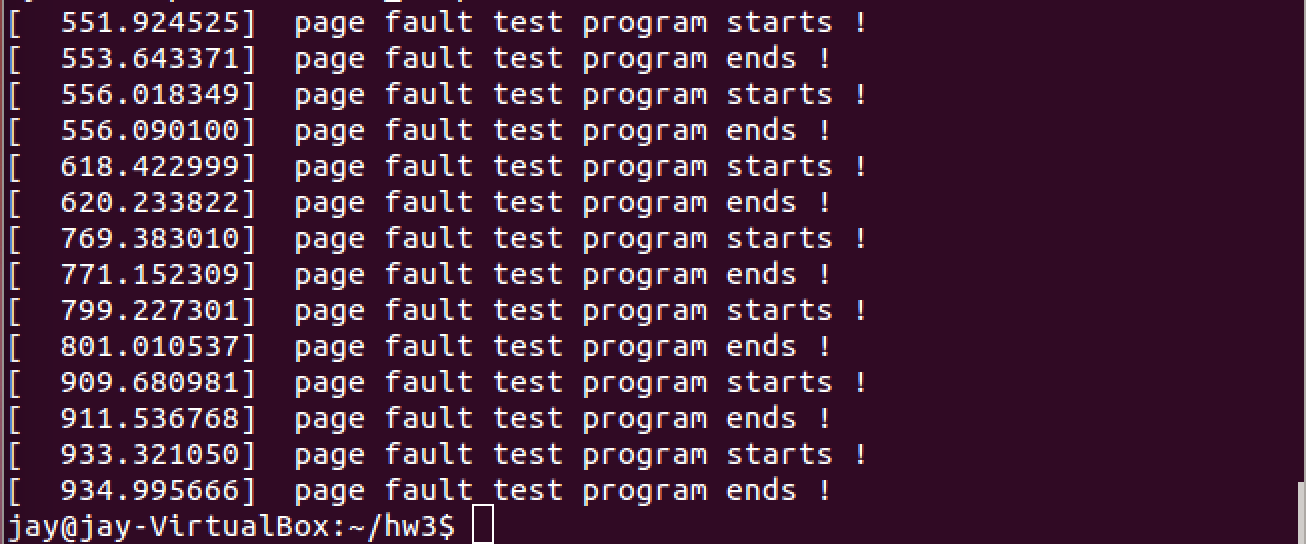 [  551.924525]  page fault test program starts !
[  553.643371]  page fault test program ends !
[  556.018349]  page fault test program starts !
[  556.090100]  page fault test program ends !
[  618.422999]  page fault test program starts !
[  620.233822]  page fault test program ends !
[  769.383010]  page fault test program starts !
[  771.152309]  page fault test program ends !
[  799.227301]  page fault test program starts !
[  801.010537]  page fault test program ends !
[  909.680981]  page fault test program starts !
[  911.536768]  page fault test program ends !
[  933.321050]  page fault test program starts !
[  934.995666]  page fault test program ends !
jay@jay-VirtualBox:~/hw3$